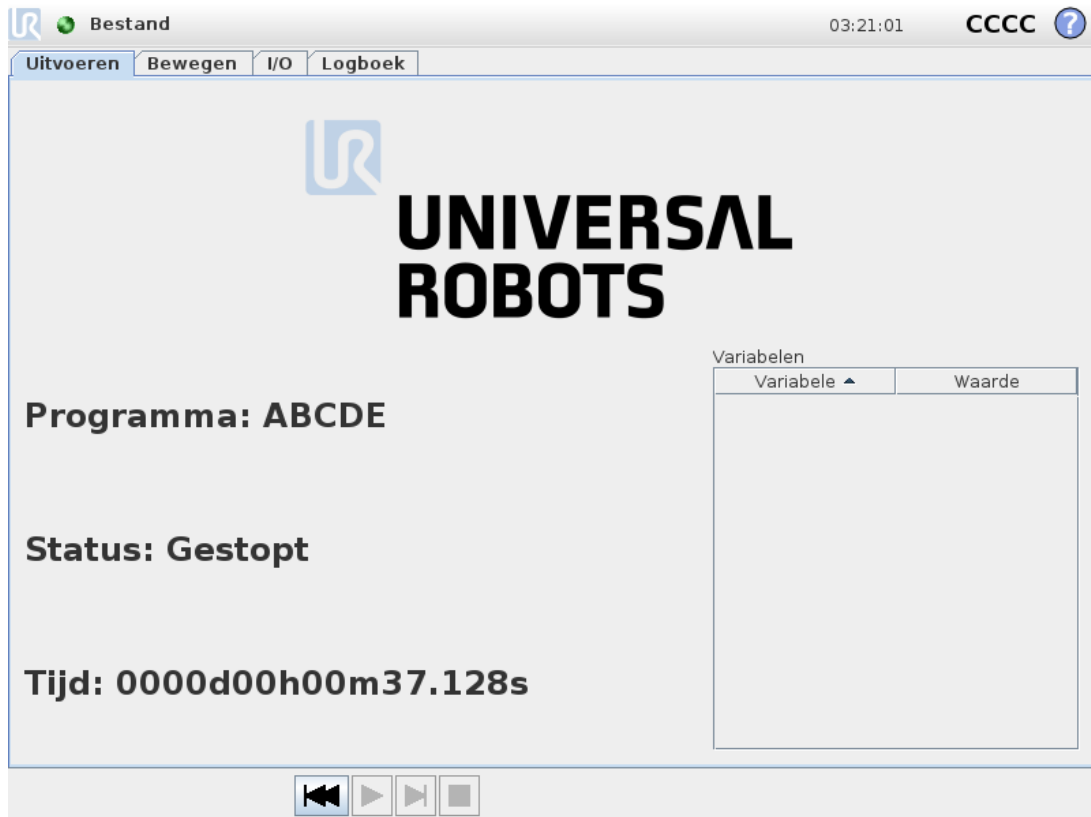 Bestand
03:21:01
CCCC
?
Uitvoeren
Bewegen
I/O
Logboek
UR
UNIVERSAL
ROBOTS
Variabelen
Variabele
Waarde
Programma: ABCDE
Status: Gestopt
Tijd: 0000d00h00m37.128s